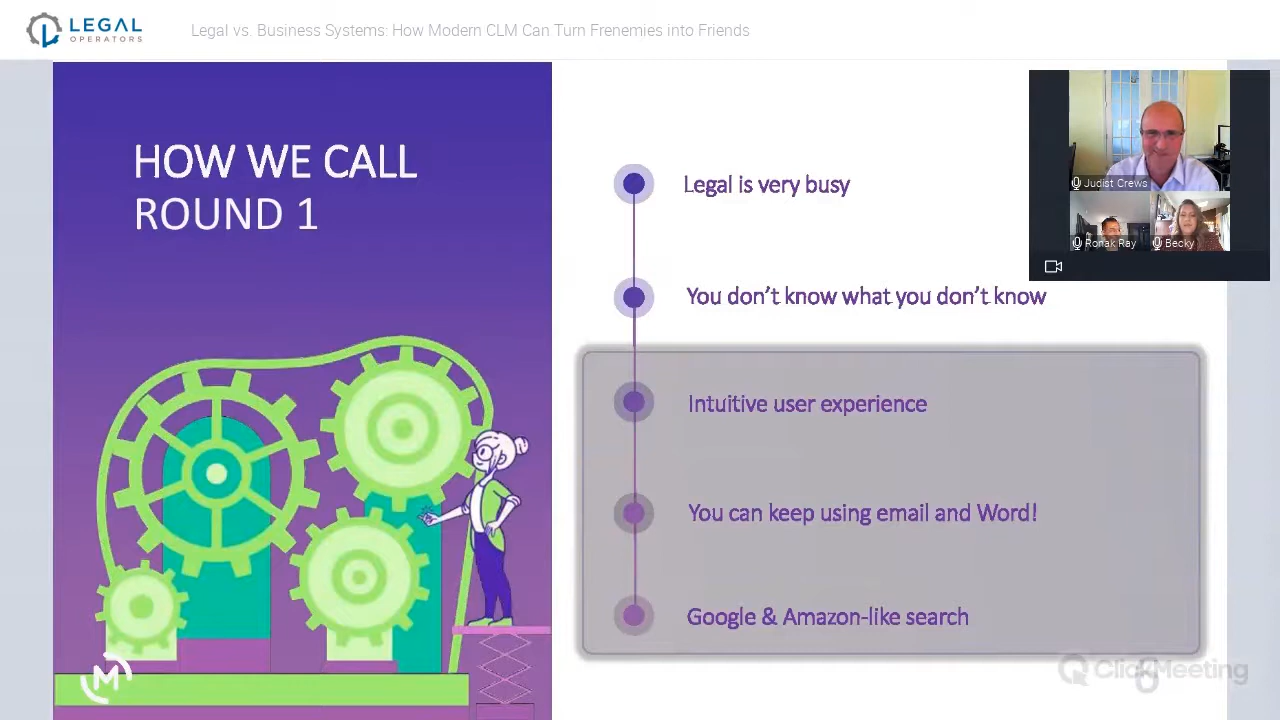 LEGAL
OPERATORS
Legal vs. Business Systems: How Modern CLM Can Turn Frenemies into Friends
HOW WE CALL
ROUND 1
Legal is very busy
You don't know what you don't know
Intuitive user experience
You can keep using email and Word!
Google & Amazon-like search
Judist Crews
Ronak Ray
Becky
M
ClickMeeting
6